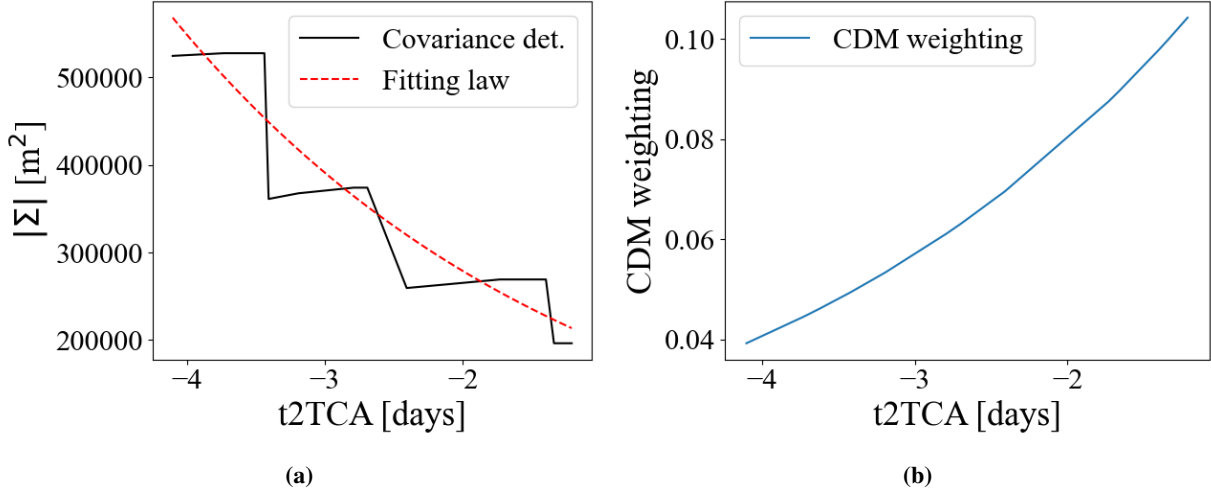 Covariance det.
Fitting law
500000
400000
300000
200000
|Σ| [m²]
−4
−3
−2
t2TCA [days]
(a)
CDM weighting
0.10
0.08
0.06
0.04
CDM weighting
−4
−3
−2
t2TCA [days]
(b)